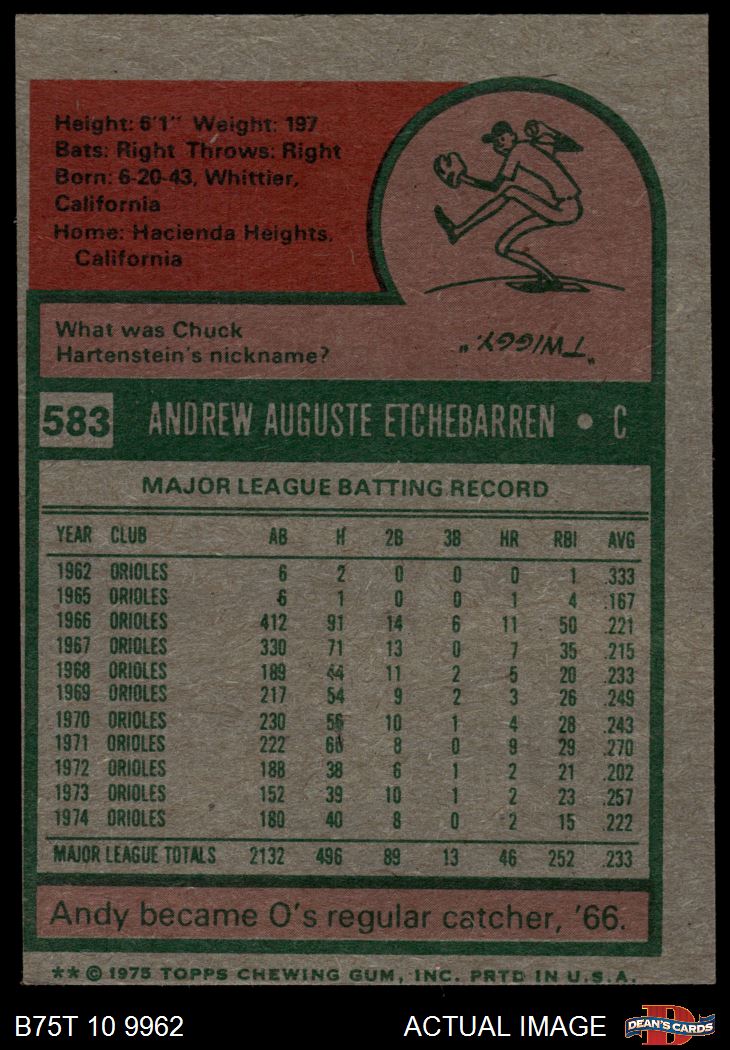 Height: 6'1" Weight: 197
Bats: Right Throws: Right
Born: 6-20-43, Whittier,
California
Home: Hacienda Heights,
California
What was Chuck
Hartenstein's nickname?
"TWIGGY."
583 ANDREW AUGUSTE ETCHEBARREN • C
MAJOR LEAGUE BATTING RECORD
YEAR CLUB AB H 2B 3B HR RBI AVG
1962 ORIOLES 6 2 0 0 0 1 .333
1965 ORIOLES 6 1 0 0 1 4 .167
1966 ORIOLES 412 91 14 6 11 50 .221
1967 ORIOLES 330 71 13 0 7 35 .215
1968 ORIOLES 189 44 11 2 5 20 .233
1969 ORIOLES 217 54 9 2 3 26 .249
1970 ORIOLES 230 56 10 1 4 28 .243
1971 ORIOLES 222 60 8 0 9 29 .270
1972 ORIOLES 188 38 6 1 2 21 .202
1973 ORIOLES 152 39 10 1 2 23 .257
1974 ORIOLES 180 40 8 0 2 15 .222
MAJOR LEAGUE TOTALS 2132 496 89 13 46 252 .233
Andy became O's regular catcher, '66.
** © 1975 TOPPS CHEWING GUM, INC. PRTD IN U.S.A.
B75T 10 9962 ACTUAL IMAGE D DEAN'S CARDS